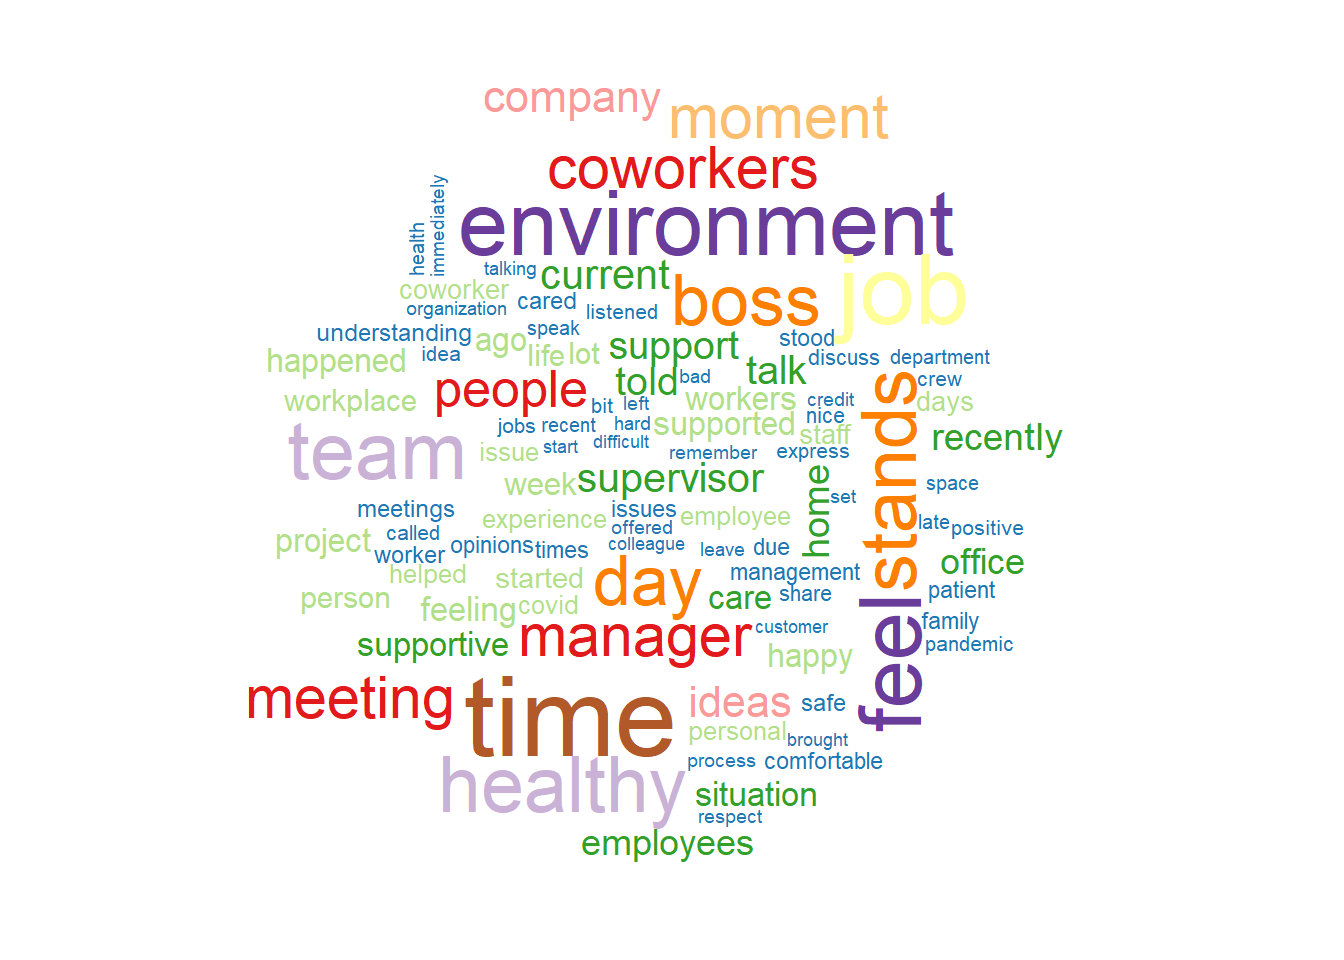 company
moment
coworkers
health
immediately
environment
talking
current
job
coworker
organization
cared
listened
boss
understanding
ago
speak
support
stood
happened
idea
life
lot
talk
discuss
department
workplace
people
told
bad
workers
credit
crew
days
bit
left
nice
team
jobs
recent
hard
supported
staff
recently
issue
start
difficult
remember
express
stands
week
supervisor
home
set
space
meetings
experience
issues
employee
late
positive
project
called
offered
worker
opinions
times
colleague
leave
due
office
helped
started
day
management
person
feeling
covid
care
share
patient
feel
supportive
manager
customer
family
happy
pandemic
meeting
time
ideas
safe
personal
brought
healthy
process
comfortable
situation
respect
employees